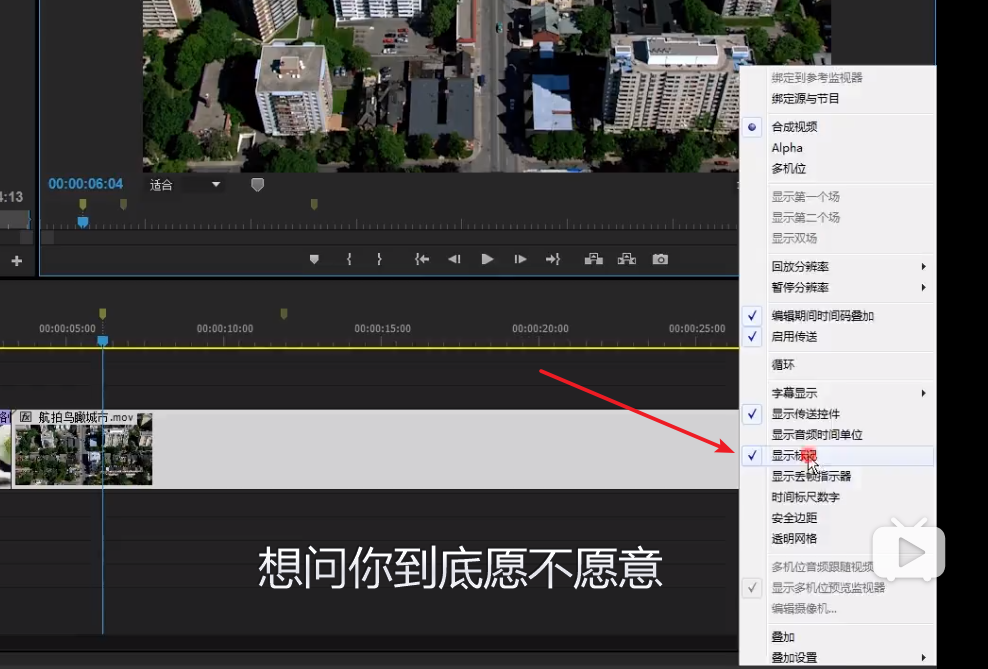 4:13
00:00:06:04
适合
00:00:05:00
00:00:10:00
00:00:15:00
00:00:20:00
00:00:25:00
fx 航拍鸟瞰城市.mov
想问你到底愿不愿意
绑定到参考监视器
绑定源与节目
合成视频
Alpha
多机位
显示第一个场
显示第二个场
显示双场
回放分辨率
暂停分辨率
编辑期间时间码叠加
启用传送
循环
字幕显示
显示传送控件
显示音频时间单位
显示标记
显示丢帧指示器
时间标尺数字
安全边距
透明网格
多机位音频跟随视频
显示多机位预览监视器
编辑摄像机...
叠加
叠加设置